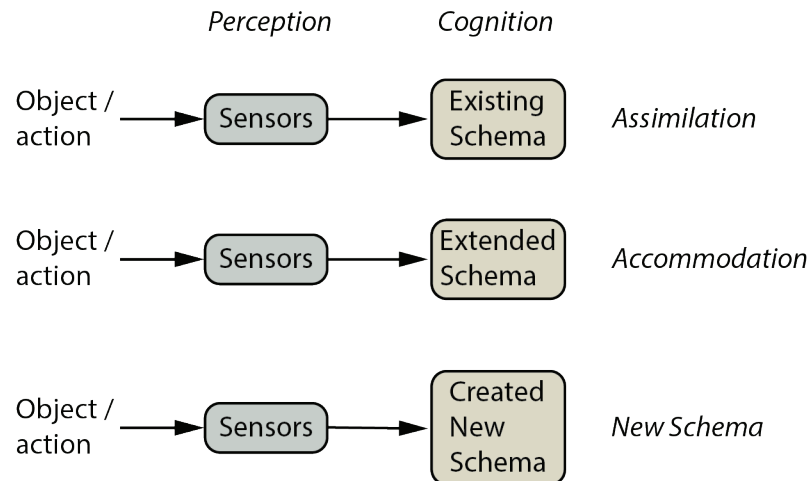 Perception Cognition
Object /
action
Sensors
Existing
Schema
Assimilation
Object /
action
Sensors
Extended
Schema
Accommodation
Object /
action
Sensors
Created
New
Schema
New Schema